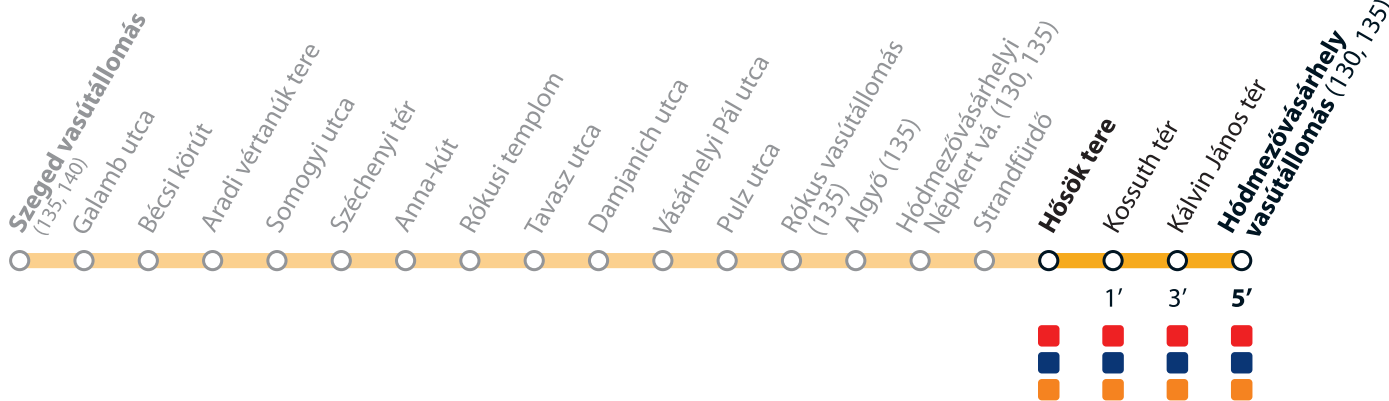 Szeged vasútállomás
(135, 140)
Galamb utca
Bécsi körút
Aradi vértanúk tere
Somogyi utca
Széchenyi tér
Anna-kút
Rókusi templom
Tavasz utca
Damjanich utca
Vásárhelyi Pál utca
Pulz utca
Rókus vasútállomás
(135)
Algyő (135)
Hódmezővásárhelyi
Népkert vá. (130, 135)
Strandfürdő
Hősök tere
Kossuth tér
Kálvin János tér
Hódmezővásárhely
vasútállomás (130, 135)
1’
3’
5’